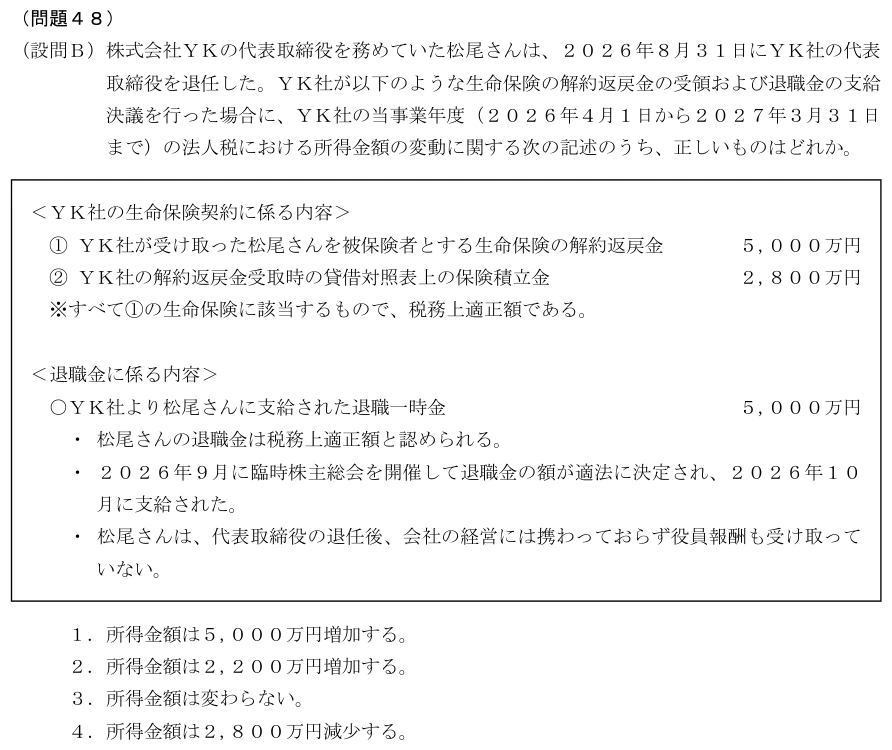 （問題４８）
（設問Ｂ）株式会社ＹＫの代表取締役を務めていた松尾さんは、２０２６年８月３１日にＹＫ社の代表
取締役を退任した。ＹＫ社が以下のような生命保険の解約返戻金の受領および退職金の支給
決議を行った場合に、ＹＫ社の当事業年度（２０２６年４月１日から２０２７年３月３１日
まで）の法人税における所得金額の変動に関する次の記述のうち、正しいものはどれか。
＜ＹＫ社の生命保険契約に係る内容＞
① ＹＫ社が受け取った松尾さんを被保険者とする生命保険の解約返戻金 ５，０００万円
② ＹＫ社の解約返戻金受取時の貸借対照表上の保険積立金 ２，８００万円
※すべて①の生命保険に該当するもので、税務上適正額である。
＜退職金に係る内容＞
○ＹＫ社より松尾さんに支給された退職一時金 ５，０００万円
・ 松尾さんの退職金は税務上適正額と認められる。
・ ２０２６年９月に臨時株主総会を開催して退職金の額が適法に決定され、２０２６年１０
月に支給された。
・ 松尾さんは、代表取締役の退任後、会社の経営には携わっておらず役員報酬も受け取って
いない。
１．所得金額は５，０００万円増加する。
２．所得金額は２，２００万円増加する。
３．所得金額は変わらない。
４．所得金額は２，８００万円減少する。